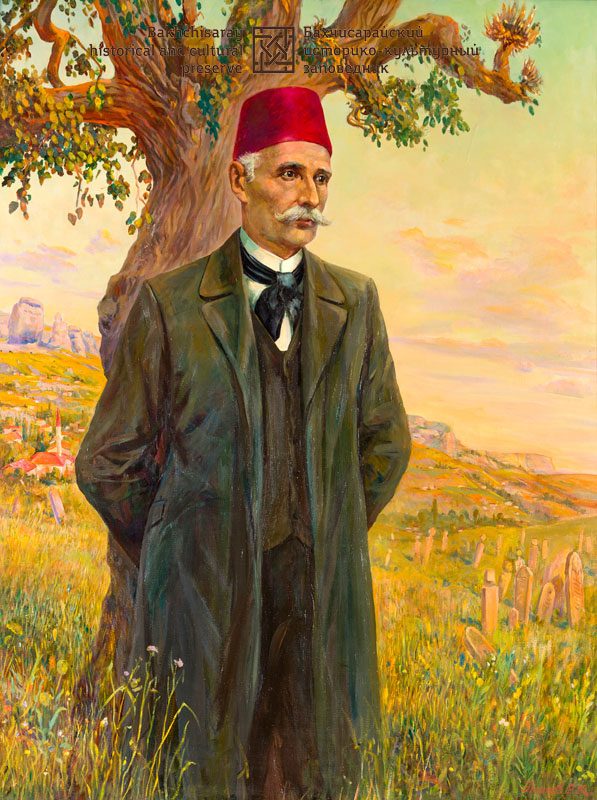 Bakhchisaray
historical and cultural
preserve
Бахчисарайский
историко-культурный
заповедник